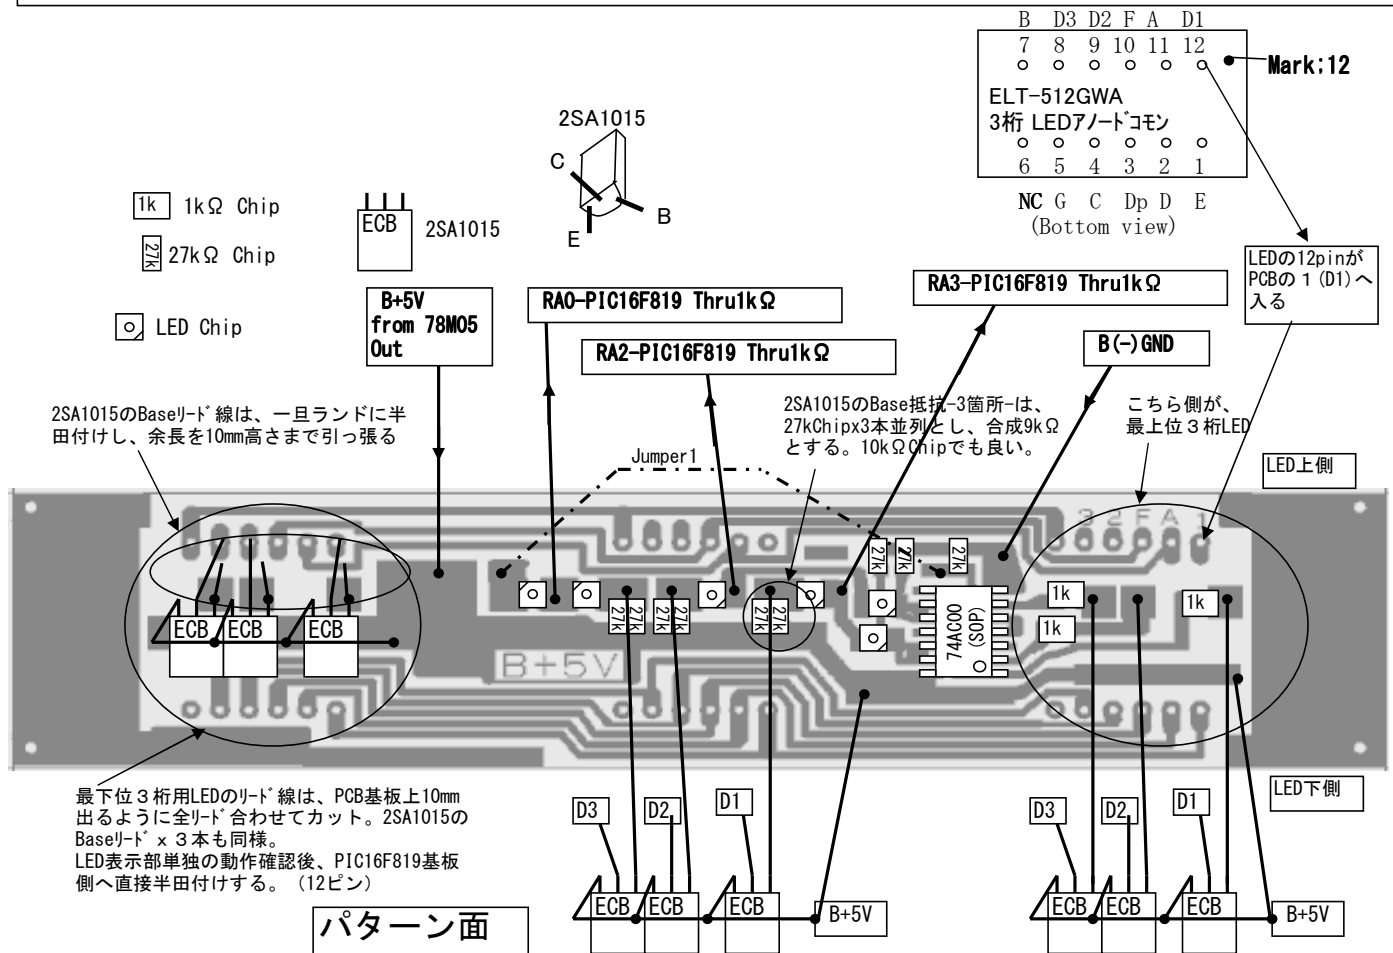 B D3 D2 F A D1
7 8 9 10 11 12
Mark;12
ELT-512GWA
3桁 LEDアノードコモン
6 5 4 3 2 1
NC G C Dp D E
(Bottom view)
2SA1015
C
B
E
1k 1kΩ Chip
27k 27kΩ Chip
LED Chip
ECB 2SA1015
B+5V
from 78M05
Out
RA0-PIC16F819 Thru1kΩ
RA2-PIC16F819 Thru1kΩ
RA3-PIC16F819 Thru1kΩ
B(-)GND
LEDの12pinが
PCBの1(D1)へ
入る
2SA1015のBaseリード線は、一旦ランドに半
田付けし、余長を10mm高さまで引っ張る
Jumper1
2SA1015のBase抵抗-3箇所-は、
27kChipx3本並列とし、合成9kΩ
とする。10kΩChipでも良い。
こちら側が、
最上位3桁LED
LED上側
3 2 F A 1
27k 27k 27k
27k 27k 27k 27k 27k 27k
1k
1k
1k
ECB ECB ECB
B+5V
74AC00
(SOP)
最下位3桁用LEDのリード線は、PCB基板上10mm
出るように全リード合わせてカット。2SA1015の
Baseリード x 3本も同様。
LED表示部単独の動作確認後、PIC16F819基板
側へ直接半田付けする。(12ピン)
LED下側
D3 D2 D1
ECB ECB ECB
B+5V
D3 D2 D1
ECB ECB ECB
B+5V
パターン面